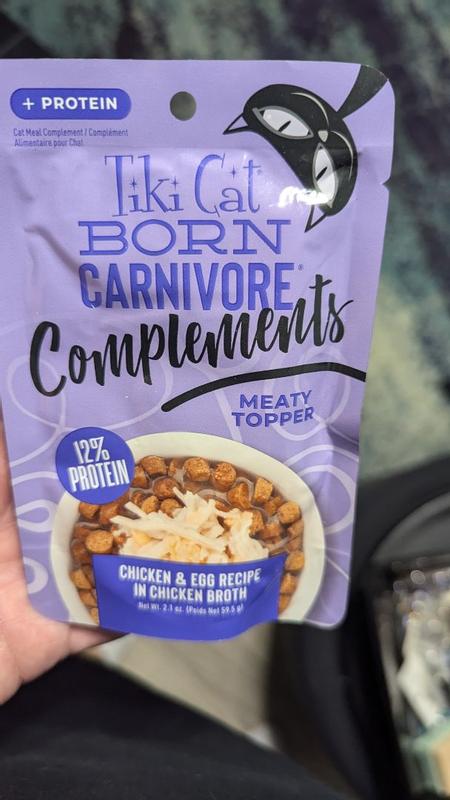 + PROTEIN
Cat Meal Complement / Complément
Alimentaire pour Chat
Tiki Cat®
BORN
CARNIVORE®
Complements
MEATY
TOPPER
12%
PROTEIN
CHICKEN & EGG RECIPE
IN CHICKEN BROTH
Net Wt. 2.1 oz. (Poids Net 59.5 g)